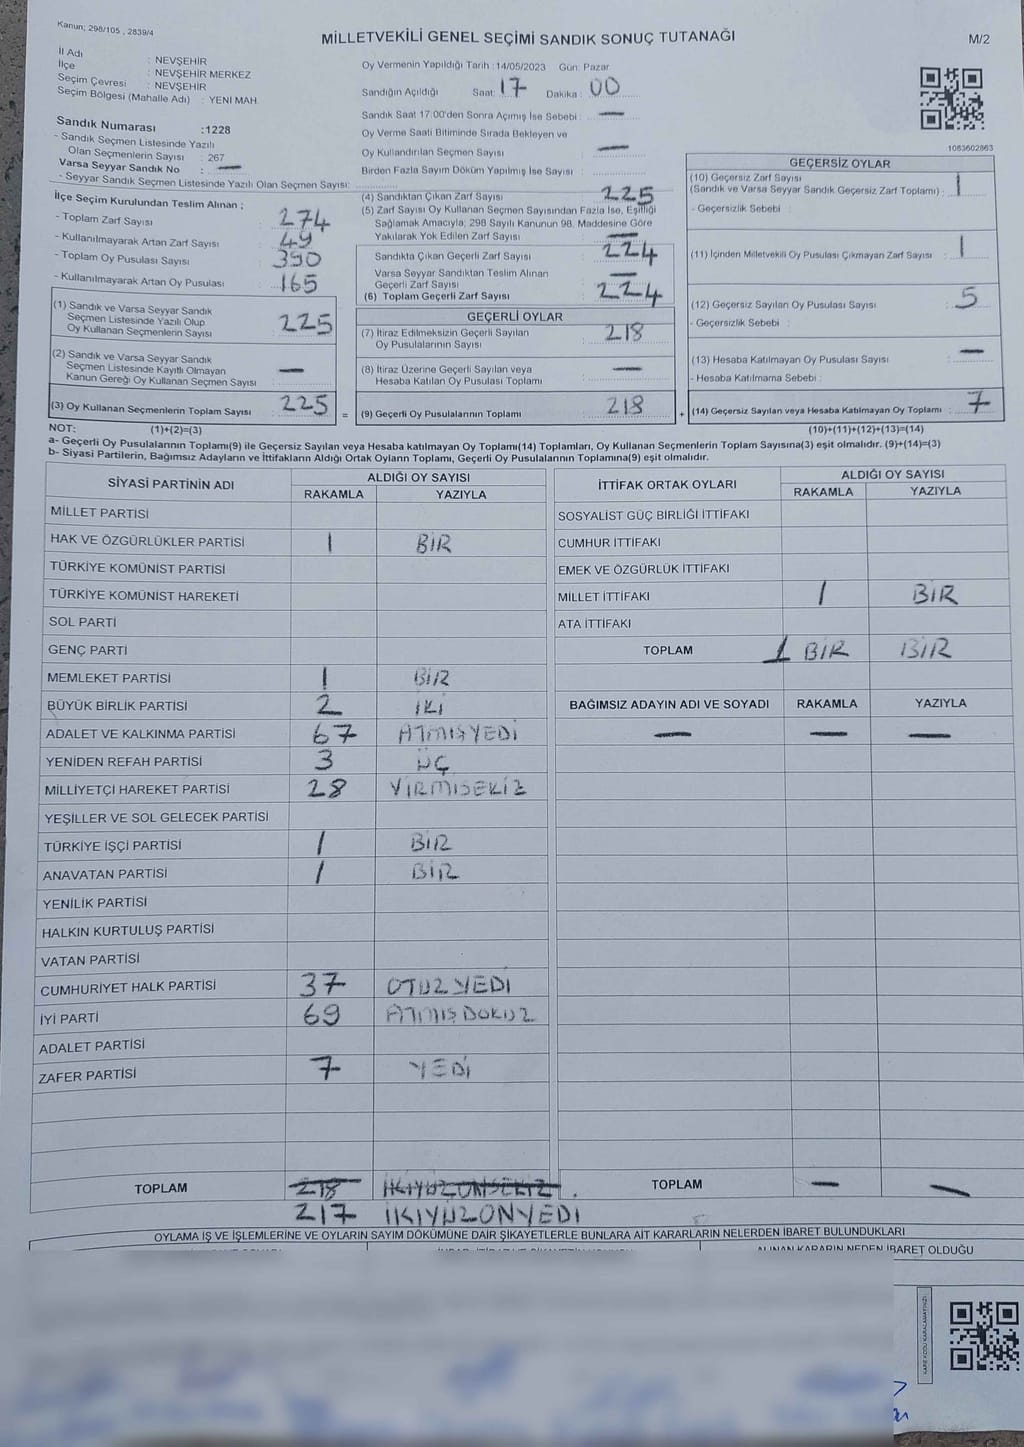 Kanun; 298/105 , 2839/4
MİLLETVEKİLİ GENEL SEÇİMİ SANDIK SONUÇ TUTANAĞI
M/2
İl Adı : NEVŞEHİR
İlçe : NEVŞEHİR MERKEZ
Seçim Çevresi : NEVŞEHİR
Seçim Bölgesi (Mahalle Adı) : YENİ MAH.
Sandık Numarası :1228
- Sandık Seçmen Listesinde Yazılı
Olan Seçmenlerin Sayısı : 267
Varsa Seyyar Sandık No : —
- Seyyar Sandık Seçmen Listesinde Yazılı Olan Seçmen Sayısı:
İlçe Seçim Kurulundan Teslim Alınan ;
- Toplam Zarf Sayısı : 274
- Kullanılmayarak Artan Zarf Sayısı : 49
- Toplam Oy Pusulası Sayısı : 390
- Kullanılmayarak Artan Oy Pusulası : 165
(1) Sandık ve Varsa Seyyar Sandık
Seçmen Listesinde Yazılı Olup
Oy Kullanan Seçmenlerin Sayısı : 225
(2) Sandık ve Varsa Seyyar Sandık
Seçmen Listesinde Kayıtlı Olmayan
Kanun Gereği Oy Kullanan Seçmen Sayısı : —
(3) Oy Kullanan Seçmenlerin Toplam Sayısı : 225 =
Oy Vermenin Yapıldığı Tarih :14/05/2023 Gün: Pazar
Sandığın Açıldığı Saat: 17 Dakika : 00
Sandık Saat 17:00'den Sonra Açımış İse Sebebi : —
Oy Verme Saati Bitiminde Sırada Bekleyen ve
Oy Kullandırılan Seçmen Sayısı : —
Birden Fazla Sayım Döküm Yapılmış İse Sayısı :
(4) Sandıktan Çıkan Zarf Sayısı : 225
(5) Zarf Sayısı Oy Kullanan Seçmen Sayısından Fazla İse, Eşitliği
Sağlamak Amacıyla; 298 Sayılı Kanunun 98. Maddesine Göre
Yakılarak Yok Edilen Zarf Sayısı : —
Sandıkta Çıkan Geçerli Zarf Sayısı : 224
Varsa Seyyar Sandıktan Teslim Alınan
Geçerli Zarf Sayısı : —
(6) Toplam Geçerli Zarf Sayısı : 224
GEÇERLİ OYLAR
(7) İtiraz Edilmeksizin Geçerli Sayılan
Oy Pusulalarının Sayısı : 218
(8) İtiraz Üzerine Geçerli Sayılan veya
Hesaba Katılan Oy Pusulası Toplamı : —
(9) Geçerli Oy Pusulalarının Toplamı : 218 +
1083602863
GEÇERSİZ OYLAR
(10) Geçersiz Zarf Sayısı
(Sandık ve Varsa Seyyar Sandık Geçersiz Zarf Toplamı) : 1
- Geçersizlik Sebebi :
(11) İçinden Milletvekili Oy Pusulası Çıkmayan Zarf Sayısı : 1
(12) Geçersiz Sayılan Oy Pusulası Sayısı : 5
- Geçersizlik Sebebi :
(13) Hesaba Katılmayan Oy Pusulası Sayısı : —
- Hesaba Katılmama Sebebi :
(14) Geçersiz Sayılan veya Hesaba Katılmayan Oy Toplamı : 7
NOT: (1)+(2)=(3) (10)+(11)+(12)+(13)=(14)
a- Geçerli Oy Pusulalarının Toplamı(9) ile Geçersiz Sayılan veya Hesaba katılmayan Oy Toplamı(14) Toplamları, Oy Kullanan Seçmenlerin Toplam Sayısına(3) eşit olmalıdır. (9)+(14)=(3)
b- Siyasi Partilerin, Bağımsız Adayların ve İttifakların Aldığı Ortak Oyların Toplamı, Geçerli Oy Pusulalarının Toplamına(9) eşit olmalıdır.
SİYASİ PARTİNİN ADI ALDIĞI OY SAYISI
RAKAMLA YAZIYLA
MİLLET PARTİSİ
HAK VE ÖZGÜRLÜKLER PARTİSİ 1 BİR
TÜRKİYE KOMÜNİST PARTİSİ
TÜRKİYE KOMÜNİST HAREKETİ
SOL PARTİ
GENÇ PARTİ
MEMLEKET PARTİSİ 1 BİR
BÜYÜK BİRLİK PARTİSİ 2 İKİ
ADALET VE KALKINMA PARTİSİ 67 ATMIŞYEDİ
YENİDEN REFAH PARTİSİ 3 ÜÇ
MİLLİYETÇİ HAREKET PARTİSİ 28 YİRMİSEKİZ
YEŞİLLER VE SOL GELECEK PARTİSİ
TÜRKİYE İŞÇİ PARTİSİ 1 BİR
ANAVATAN PARTİSİ 1 BİR
YENİLİK PARTİSİ
HALKIN KURTULUŞ PARTİSİ
VATAN PARTİSİ
CUMHURİYET HALK PARTİSİ 37 OTUZYEDİ
İYİ PARTİ 69 ATMIŞDOKUZ
ADALET PARTİSİ
ZAFER PARTİSİ 7 YEDİ
TOPLAM 218 İKİYÜZONSEKİZ
217 İKİYÜZONYEDİ
İTTİFAK ORTAK OYLARI ALDIĞI OY SAYISI
RAKAMLA YAZIYLA
SOSYALİST GÜÇ BİRLİĞİ İTTİFAKI
CUMHUR İTTİFAKI
EMEK VE ÖZGÜRLÜK İTTİFAKI
MİLLET İTTİFAKI 1 BİR
ATA İTTİFAKI
TOPLAM 1 BİR BİR
BAĞIMSIZ ADAYIN ADI VE SOYADI RAKAMLA YAZIYLA
— — —
TOPLAM — —
OYLAMA İŞ VE İŞLEMLERİNE VE OYLARIN SAYIM DÖKÜMÜNE DAİR ŞİKAYETLERLE BUNLARA AİT KARARLARIN NELERDEN İBARET BULUNDUKLARI
ALINAN KARARIN NEDEN İBARET OLDUĞU